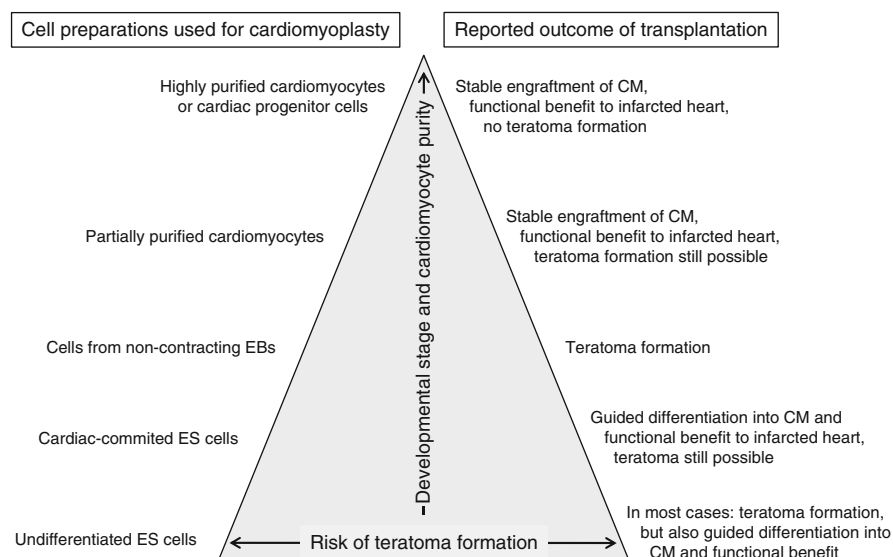 Cell preparations used for cardiomyoplasty
Reported outcome of transplantation
Highly purified cardiomyocytes
or cardiac progenitor cells
Stable engraftment of CM,
functional benefit to infarcted heart,
no teratoma formation
Partially purified cardiomyocytes
Stable engraftment of CM,
functional benefit to infarcted heart,
teratoma formation still possible
Cells from non-contracting EBs
Teratoma formation
Cardiac-commited ES cells
Guided differentiation into CM and
functional benefit to infarcted heart,
teratoma still possible
Undifferentiated ES cells
In most cases: teratoma formation,
but also guided differentiation into
CM and functional benefit
Developmental stage and cardiomyocyte purity
Risk of teratoma formation